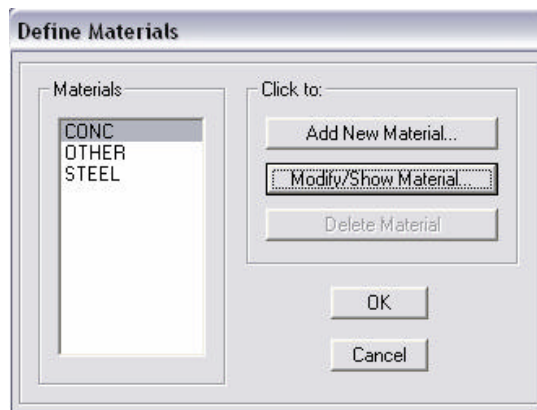 Define Materials
Materials
CONC
OTHER
STEEL
Click to:
Add New Material...
Modify/Show Material...
Delete Material
OK
Cancel